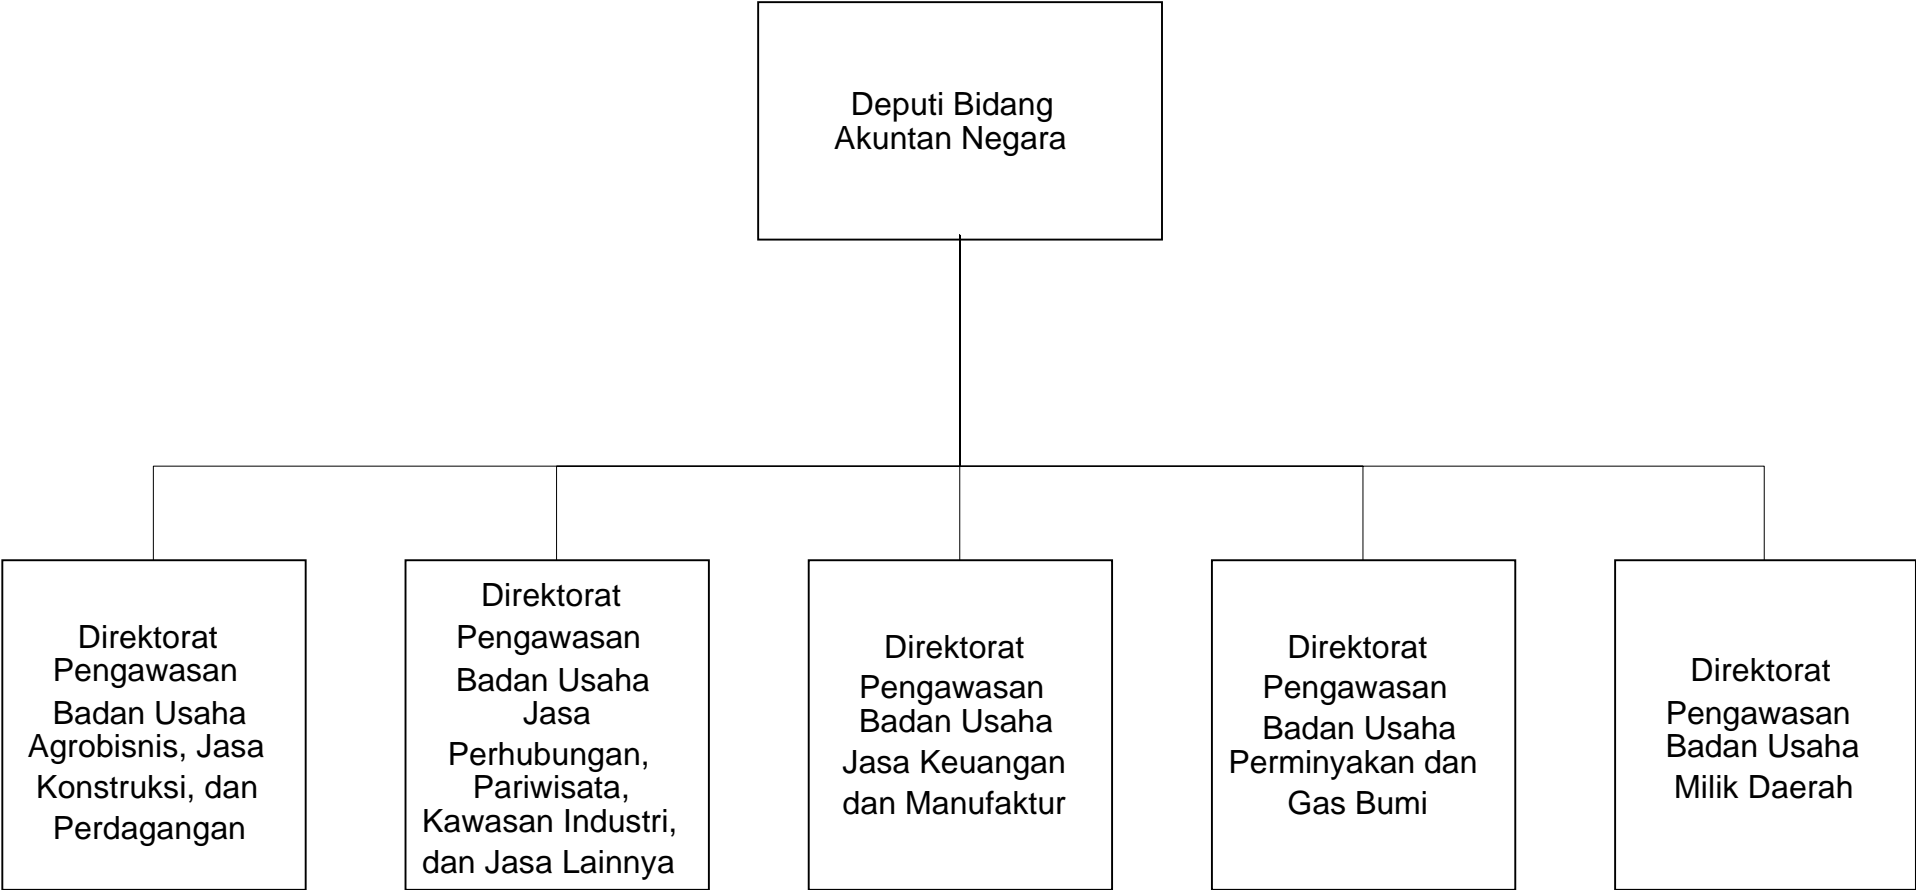 Deputi Bidang
Akuntan Negara
Direktorat
Pengawasan
Badan Usaha
Agrobisnis, Jasa
Konstruksi, dan
Perdagangan
Direktorat
Pengawasan
Badan Usaha
Jasa
Perhubungan,
Pariwisata,
Kawasan Industri,
dan Jasa Lainnya
Direktorat
Pengawasan
Badan Usaha
Jasa Keuangan
dan Manufaktur
Direktorat
Pengawasan
Badan Usaha
Perminyakan dan
Gas Bumi
Direktorat
Pengawasan
Badan Usaha
Milik Daerah